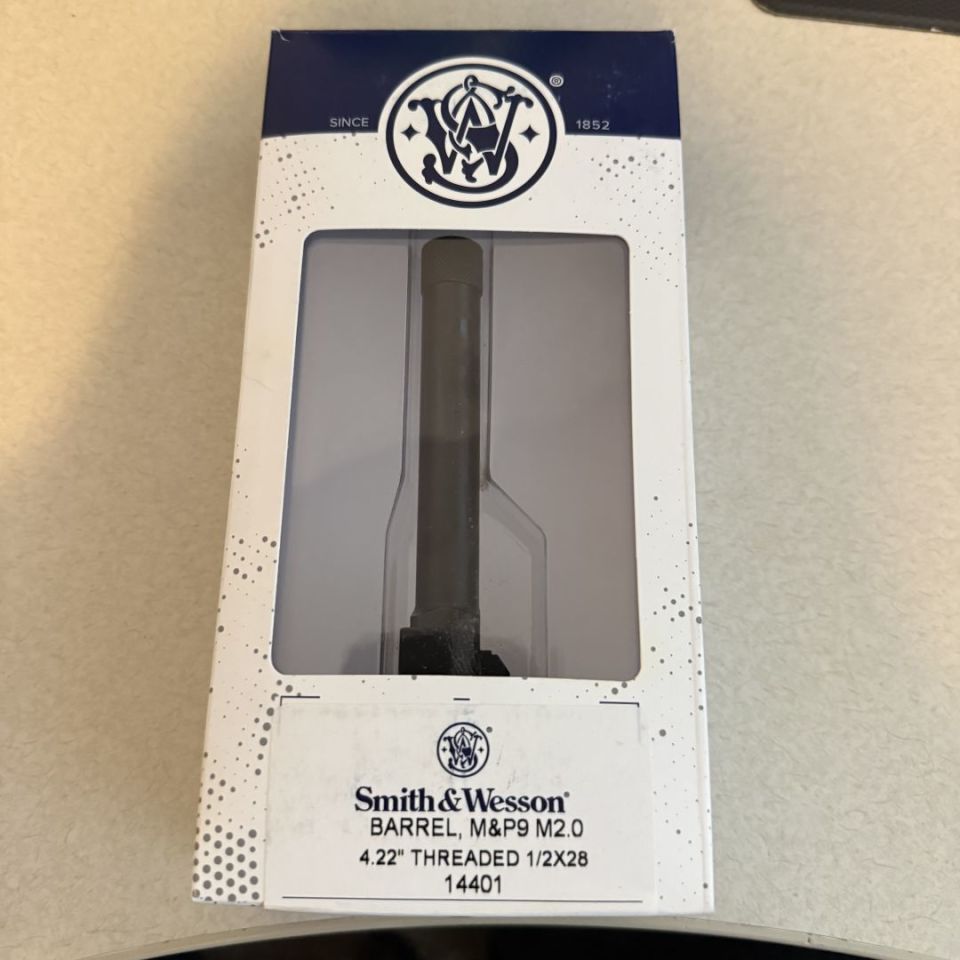 SINCE 1852
Smith & Wesson®
BARREL, M&P9 M2.0
4.22" THREADED 1/2X28
14401